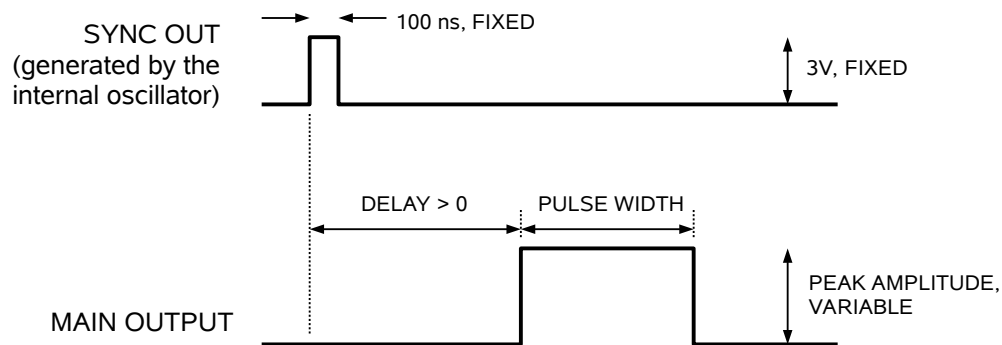 SYNC OUT
(generated by the
internal oscillator)
100 ns, FIXED
3V, FIXED
DELAY > 0
PULSE WIDTH
PEAK AMPLITUDE,
VARIABLE
MAIN OUTPUT